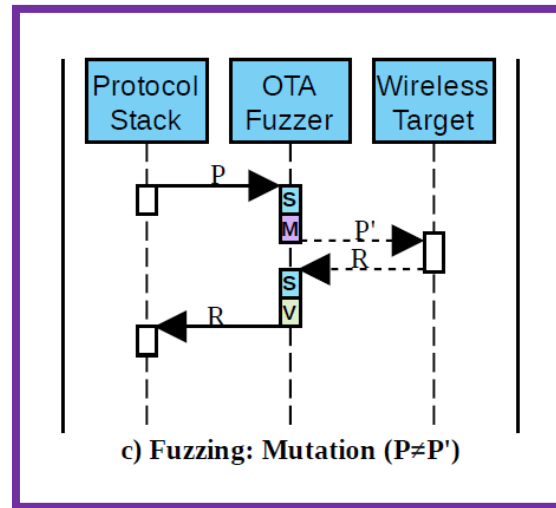 Protocol Stack
OTA Fuzzer
Wireless Target
P
S
M
P'
R
S
V
R
c) Fuzzing: Mutation (P≠P')